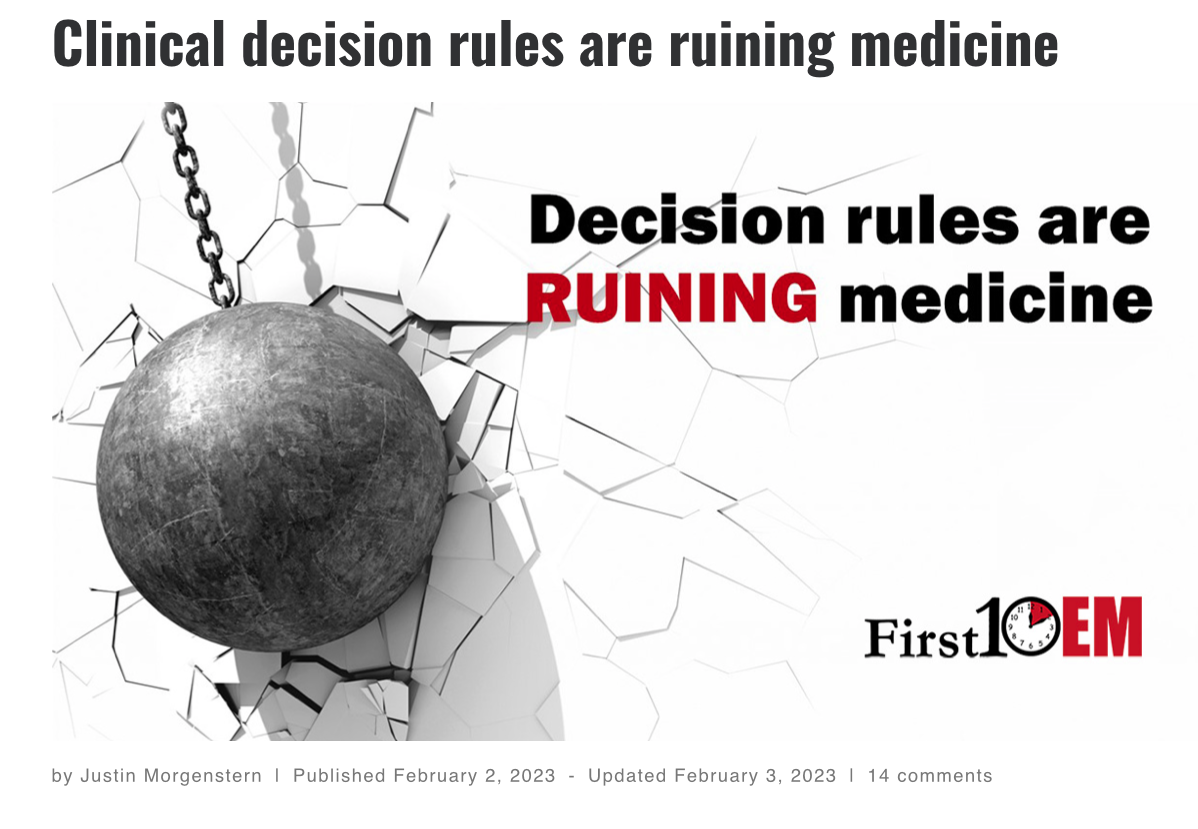 Clinical decision rules are ruining medicine
Decision rules are
RUINING medicine
First10EM
by Justin Morgenstern | Published February 2, 2023 - Updated February 3, 2023 | 14 comments